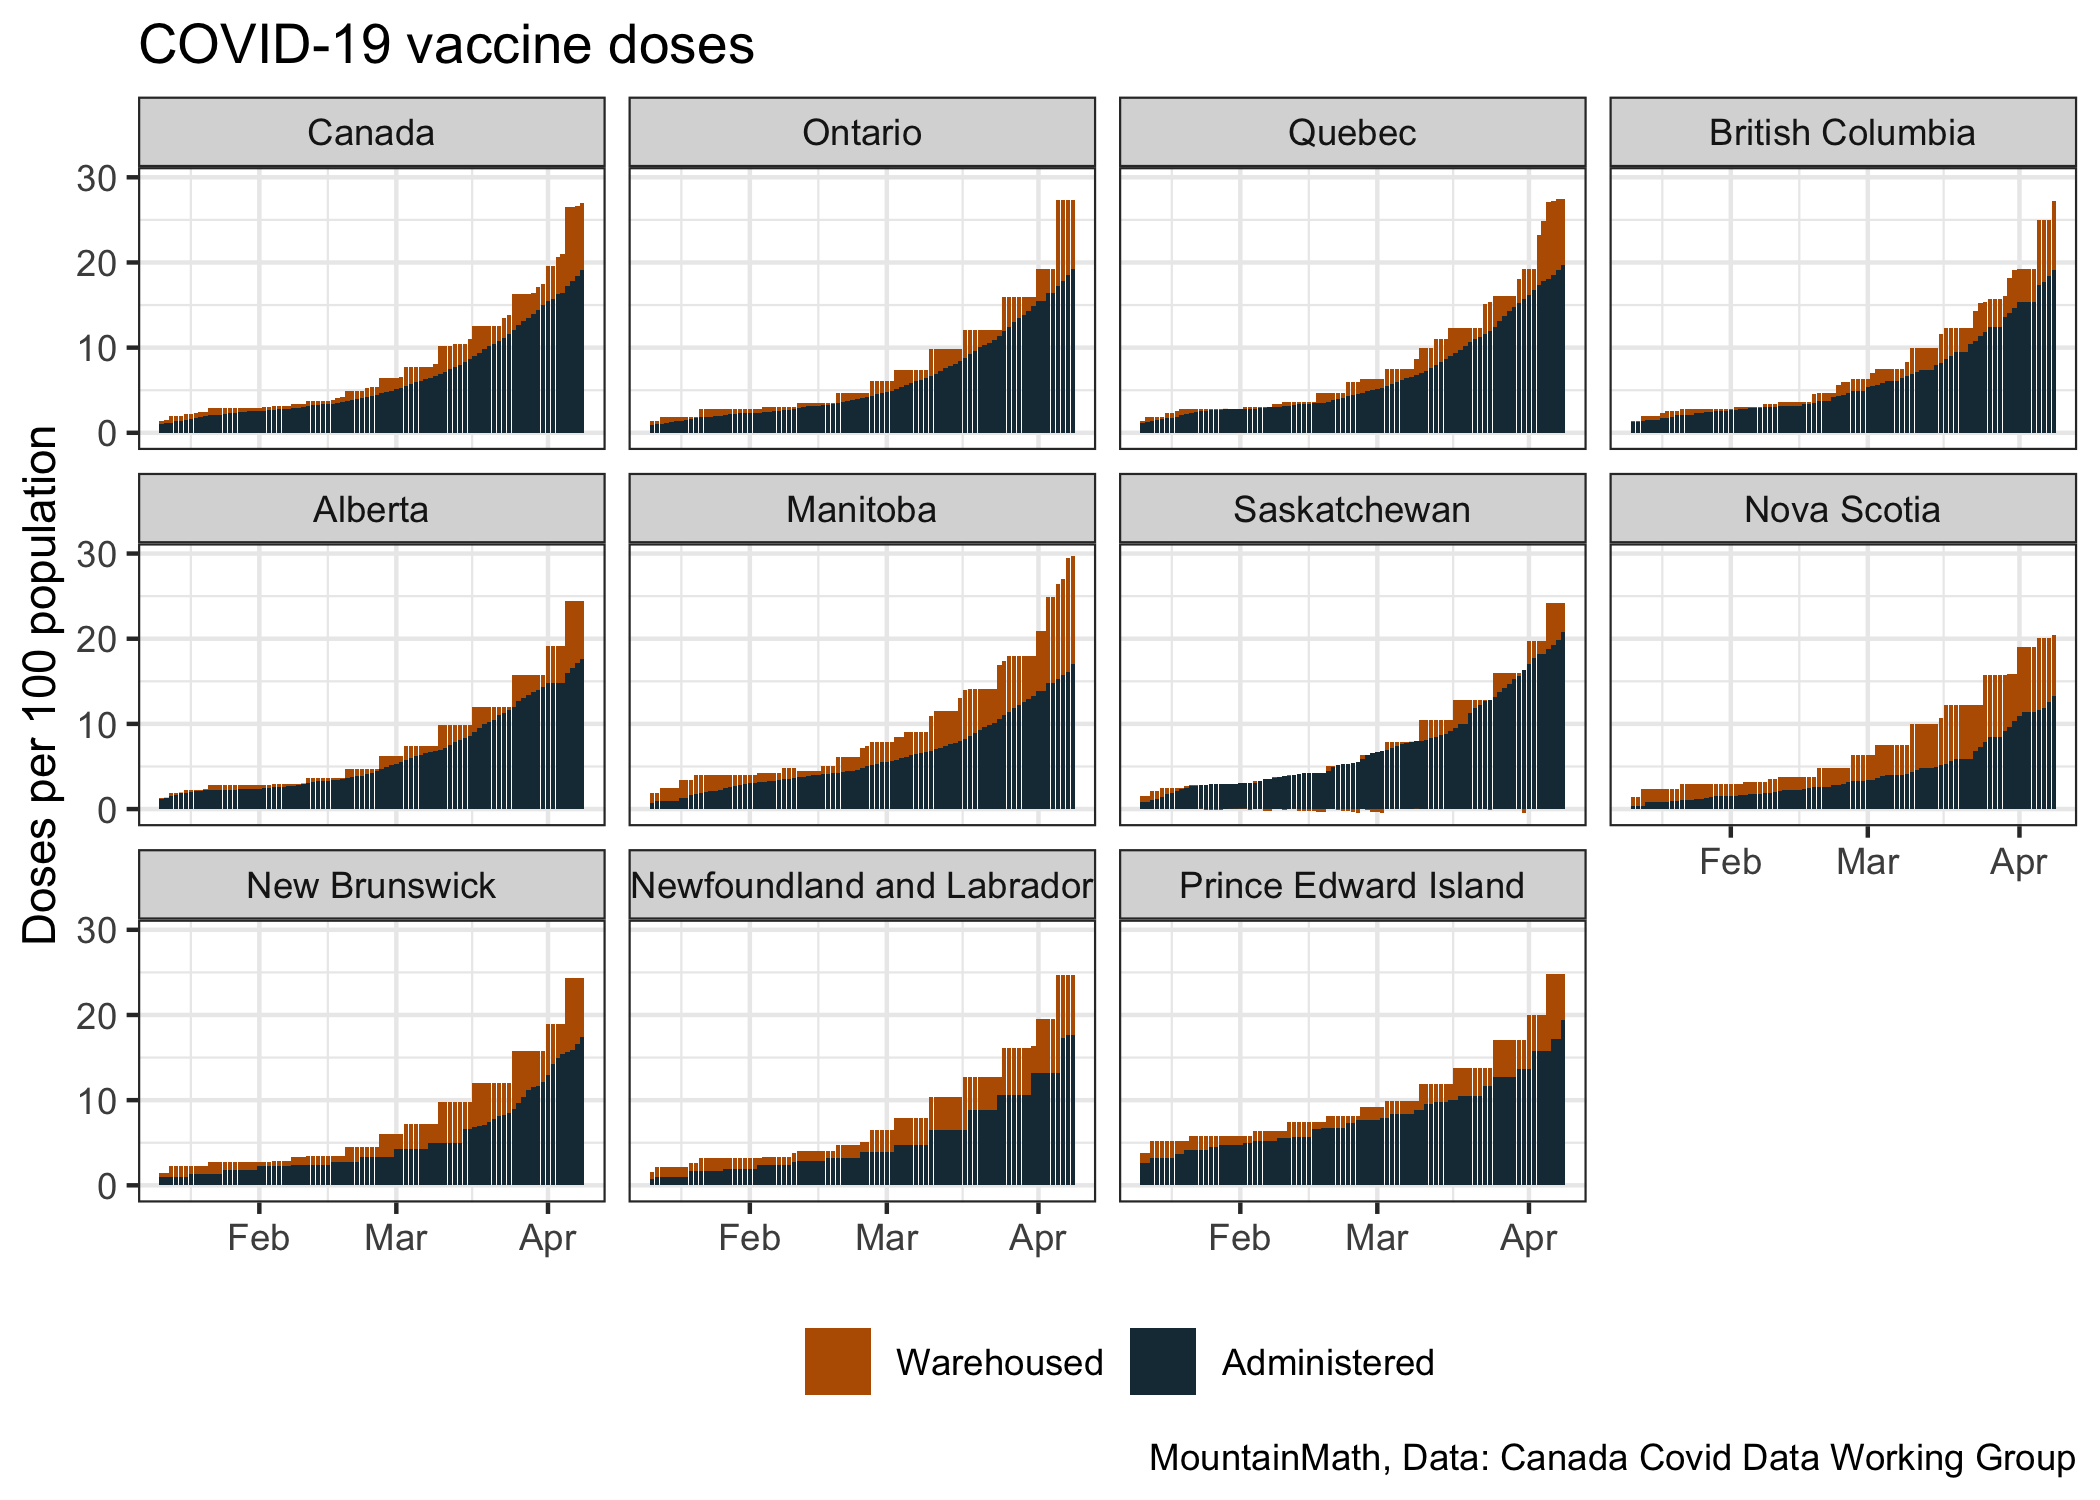 COVID-19 vaccine doses
Canada
Ontario
Quebec
British Columbia
30
20
10
0
Alberta
Manitoba
Saskatchewan
Nova Scotia
30
20
10
0
Feb
Mar
Apr
New Brunswick
Newfoundland and Labrador
Prince Edward Island
30
20
10
0
Feb
Mar
Apr
Feb
Mar
Apr
Feb
Mar
Apr
Doses per 100 population
Warehoused
Administered
MountainMath, Data: Canada Covid Data Working Group